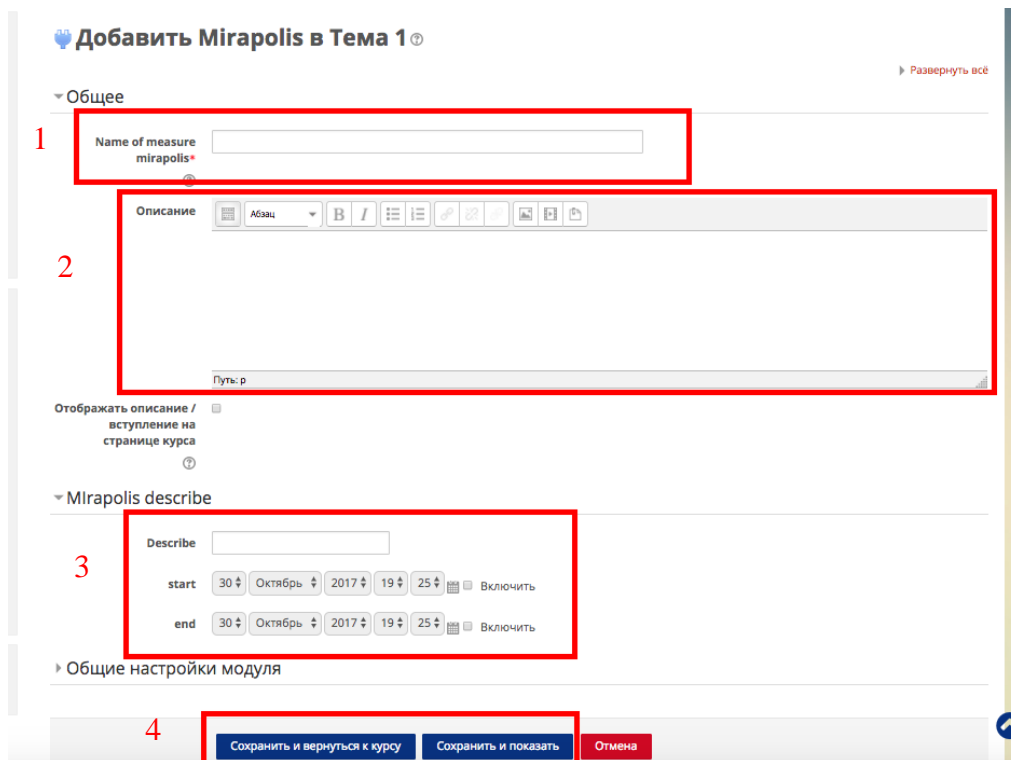 Добавить Mirapolis в Тема 1
Развернуть всё
Общее
1
Name of measure
mirapolis*
Описание
Абзац
B I
2
Путь: p
Отображать описание /
вступление на
странице курса
MIrapolis describe
Describe
3
start 30 Октябрь 2017 19 25 Включить
end 30 Октябрь 2017 19 25 Включить
Общие настройки модуля
4
Сохранить и вернуться к курсу Сохранить и показать Отмена